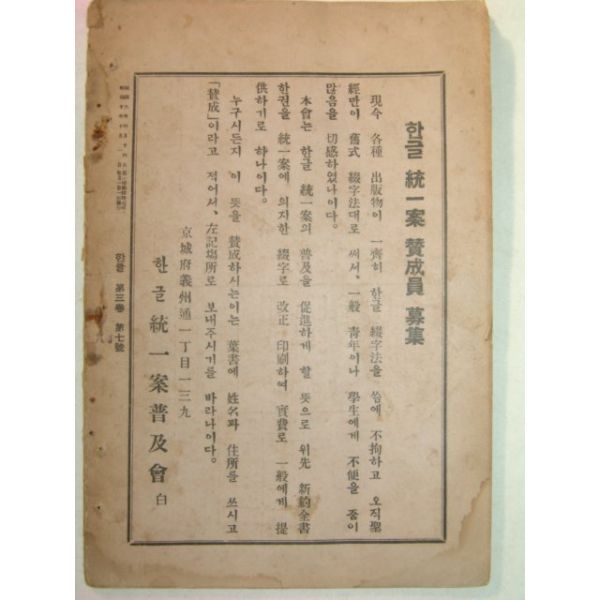 한글 統一案 贊成員 募集
現今 各種 出版物이 一齊히 한글 綴字法을 씀에 不拘하고 오직 聖
經만이 舊式 綴字法대로 써서, 一般 靑年이나 學生에게 不便을 줌이
많음을 切感하였나이다.
本會는 한글 統一案의 普及을 促進하게 할 뜻으로 위선 新約全書
한권을 統一案에 의지한 綴字로 改正 印刷하여 實費로 一般에게 提
供하기로 하나이다.
누구시든지 이 뜻을 贊成하시는이는 葉書에 姓名과 住所를 쓰시고
「贊成」이라고 적어서, 左記場所로 보내주시기를 바라나이다.
京城府義州通一丁目一三九
한글統一案普及會 白
한글 第三卷 第七號